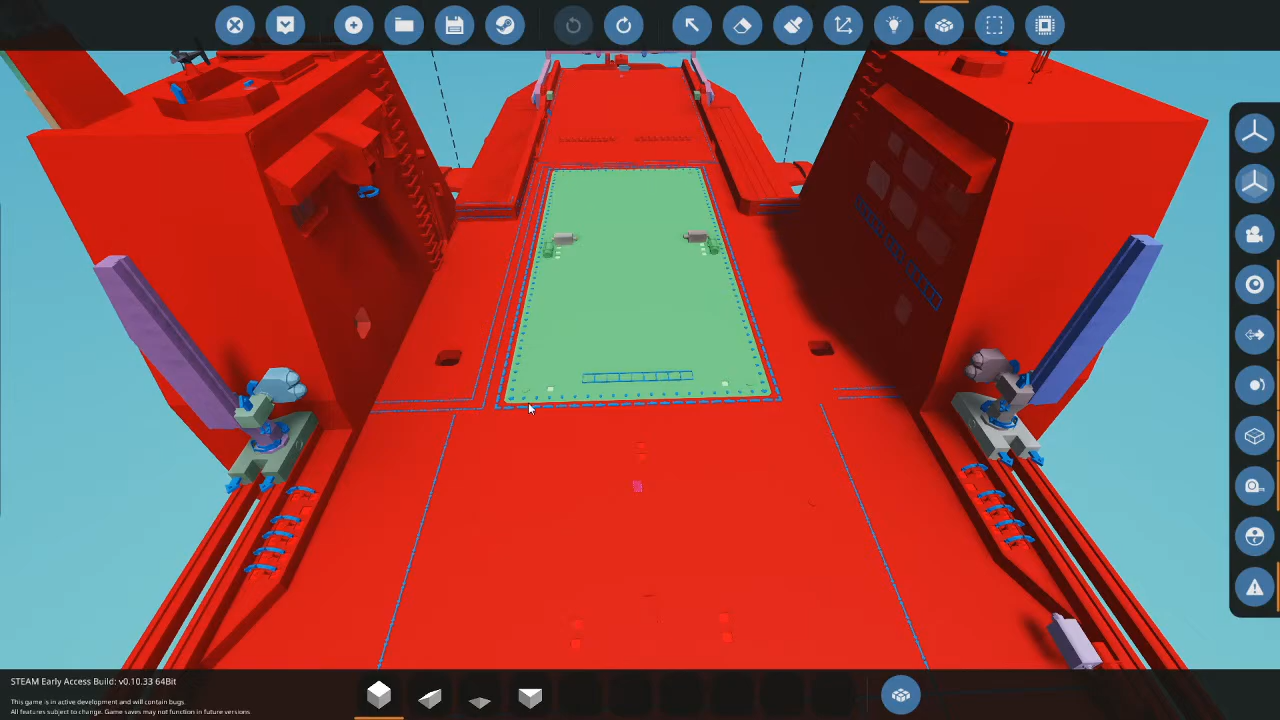 STEAM Early Access Build: v0.10.33 64Bit
This game is in active development and will contain bugs
All features subject to change. Game saves may not function in future versions